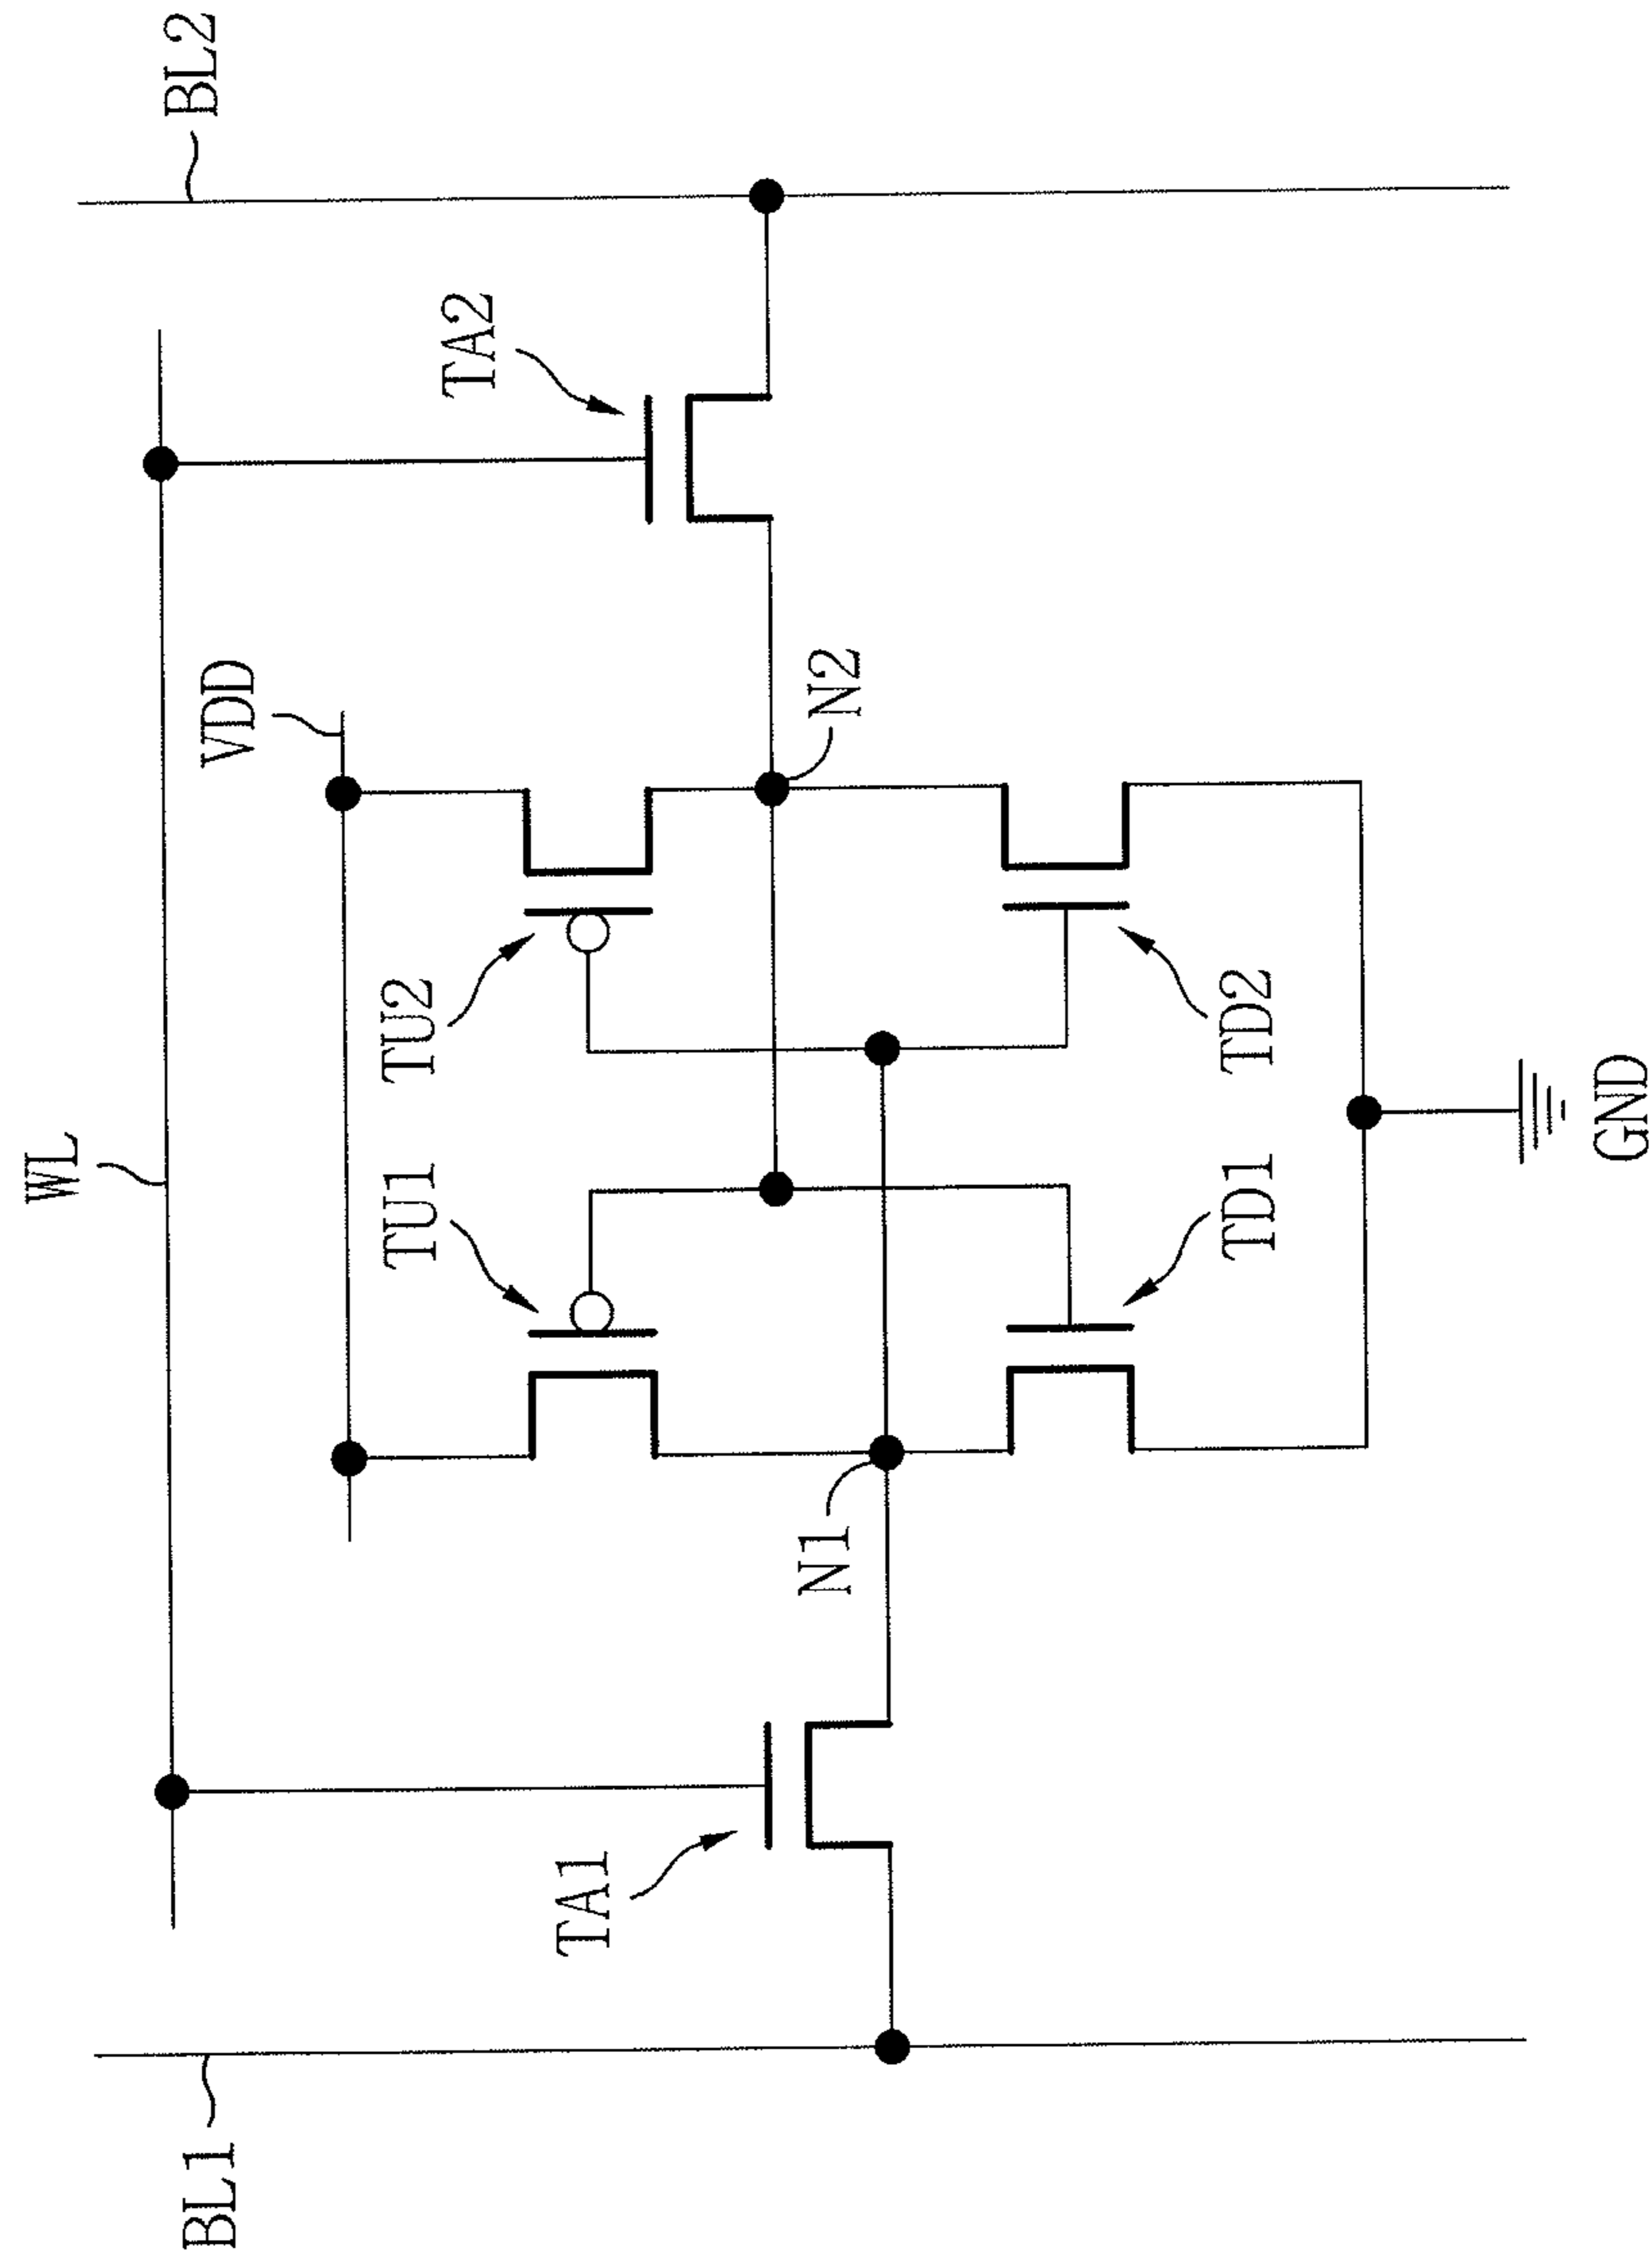 WL
BL1
BL2
VDD
TU1
TU2
TA1
TA2
N1
N2
TD1
TD2
GND